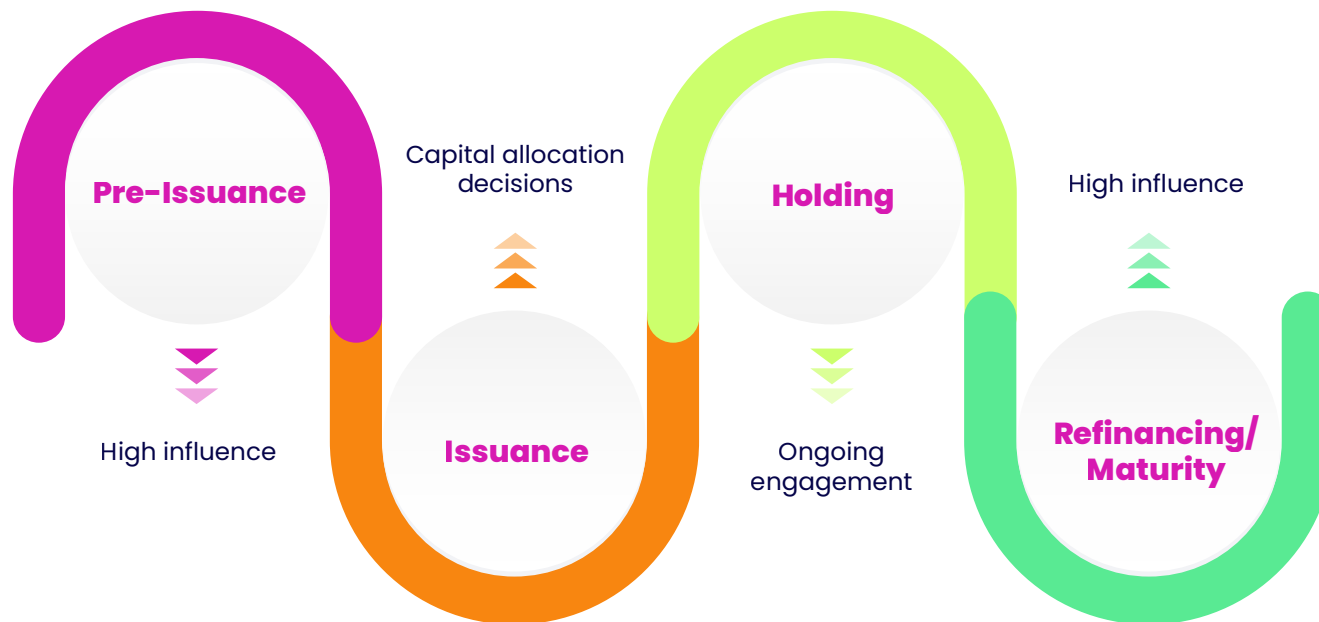 Pre-Issuance
High influence
Capital allocation
decisions
Issuance
Holding
Ongoing
engagement
High influence
Refinancing/
Maturity